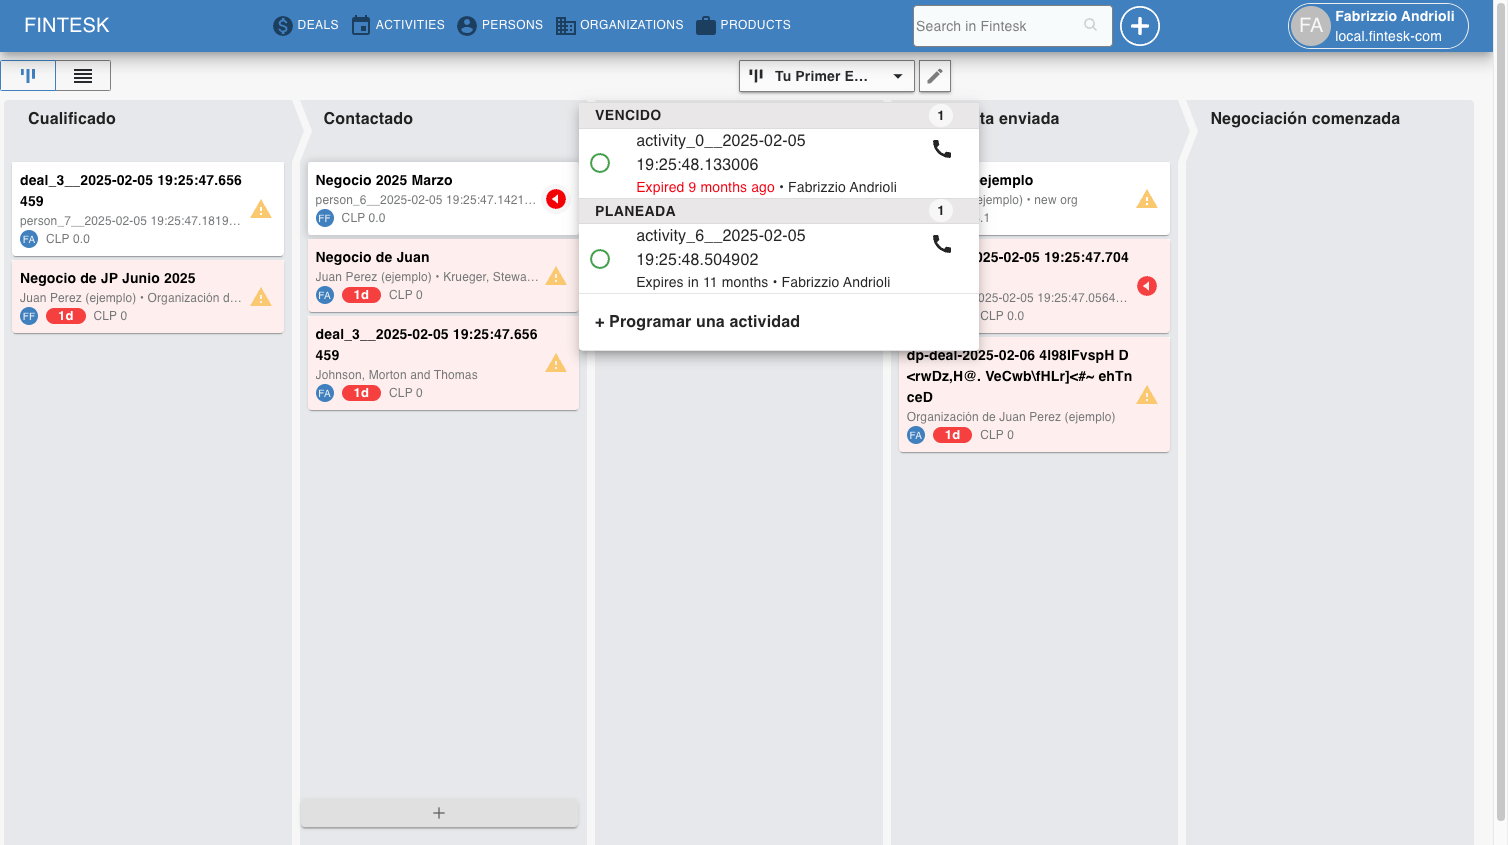 FINTESK
DEALS
ACTIVITIES
PERSONS
ORGANIZATIONS
PRODUCTS
Search in Fintesk
FA
Fabrizzio Andrioli
local.fintesk-com
Tu Primer E...
Cualificado
deal_3__2025-02-05 19:25:47.656
459
person_7__2025-02-05 19:25:47.1819...
FA CLP 0.0
Negocio de JP Junio 2025
Juan Perez (ejemplo) • Organización d...
FF 1d CLP 0
Contactado
Negocio 2025 Marzo
person_6__2025-02-05 19:25:47.1421...
FF CLP 0.0
Negocio de Juan
Juan Perez (ejemplo) • Krueger, Stewa...
FA 1d CLP 0
deal_3__2025-02-05 19:25:47.656
459
Johnson, Morton and Thomas
FA 1d CLP 0
VENCIDO 1
activity_0__2025-02-05
19:25:48.133006
Expired 9 months ago • Fabrizzio Andrioli
PLANEADA 1
activity_6__2025-02-05
19:25:48.504902
Expires in 11 months • Fabrizzio Andrioli
+ Programar una actividad
ta enviada
ejemplo
ejemplo) • new org
.1
025-02-05 19:25:47.704
025-02-05 19:25:47.0564...
CLP 0.0
dp-deal-2025-02-06 4I98IFvspH D
<rwDz,H@. VeCwb\fHLr]<#~ ehTn
ceD
Organización de Juan Perez (ejemplo)
FA 1d CLP 0
Negociación comenzada